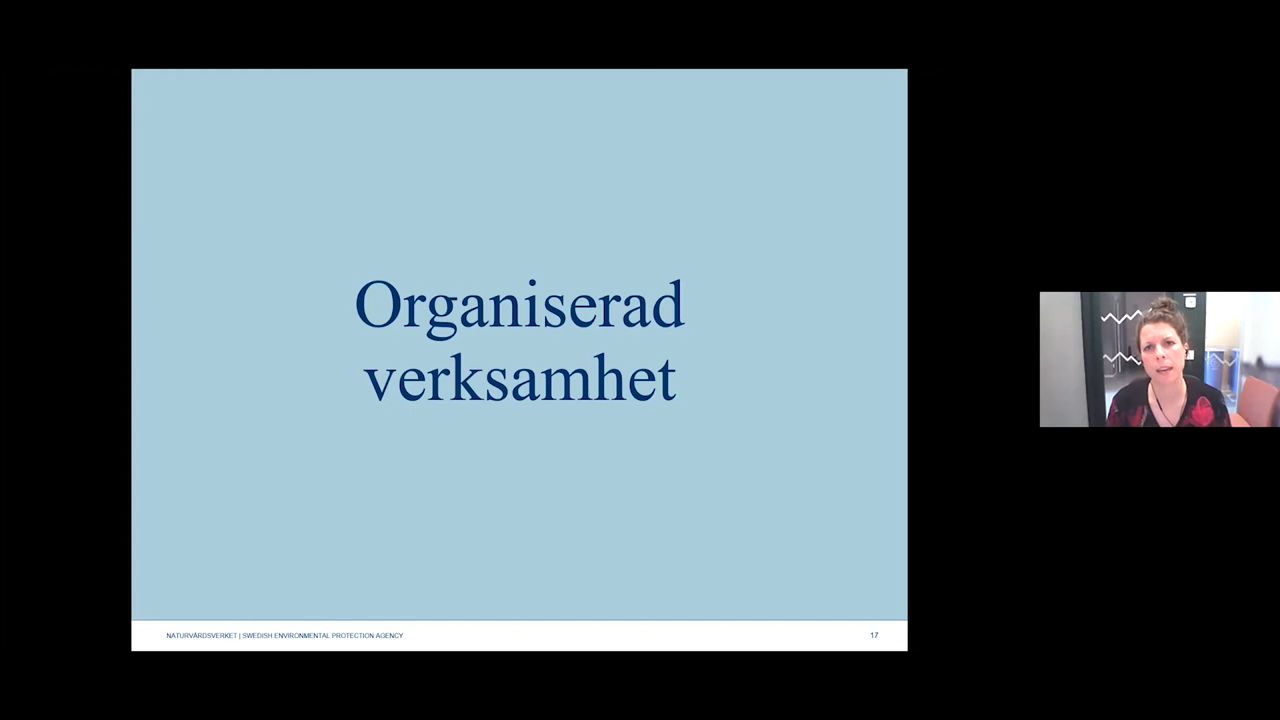 Organiserad
verksamhet
NATURVÅRDSVERKET | SWEDISH ENVIRONMENTAL PROTECTION AGENCY
17